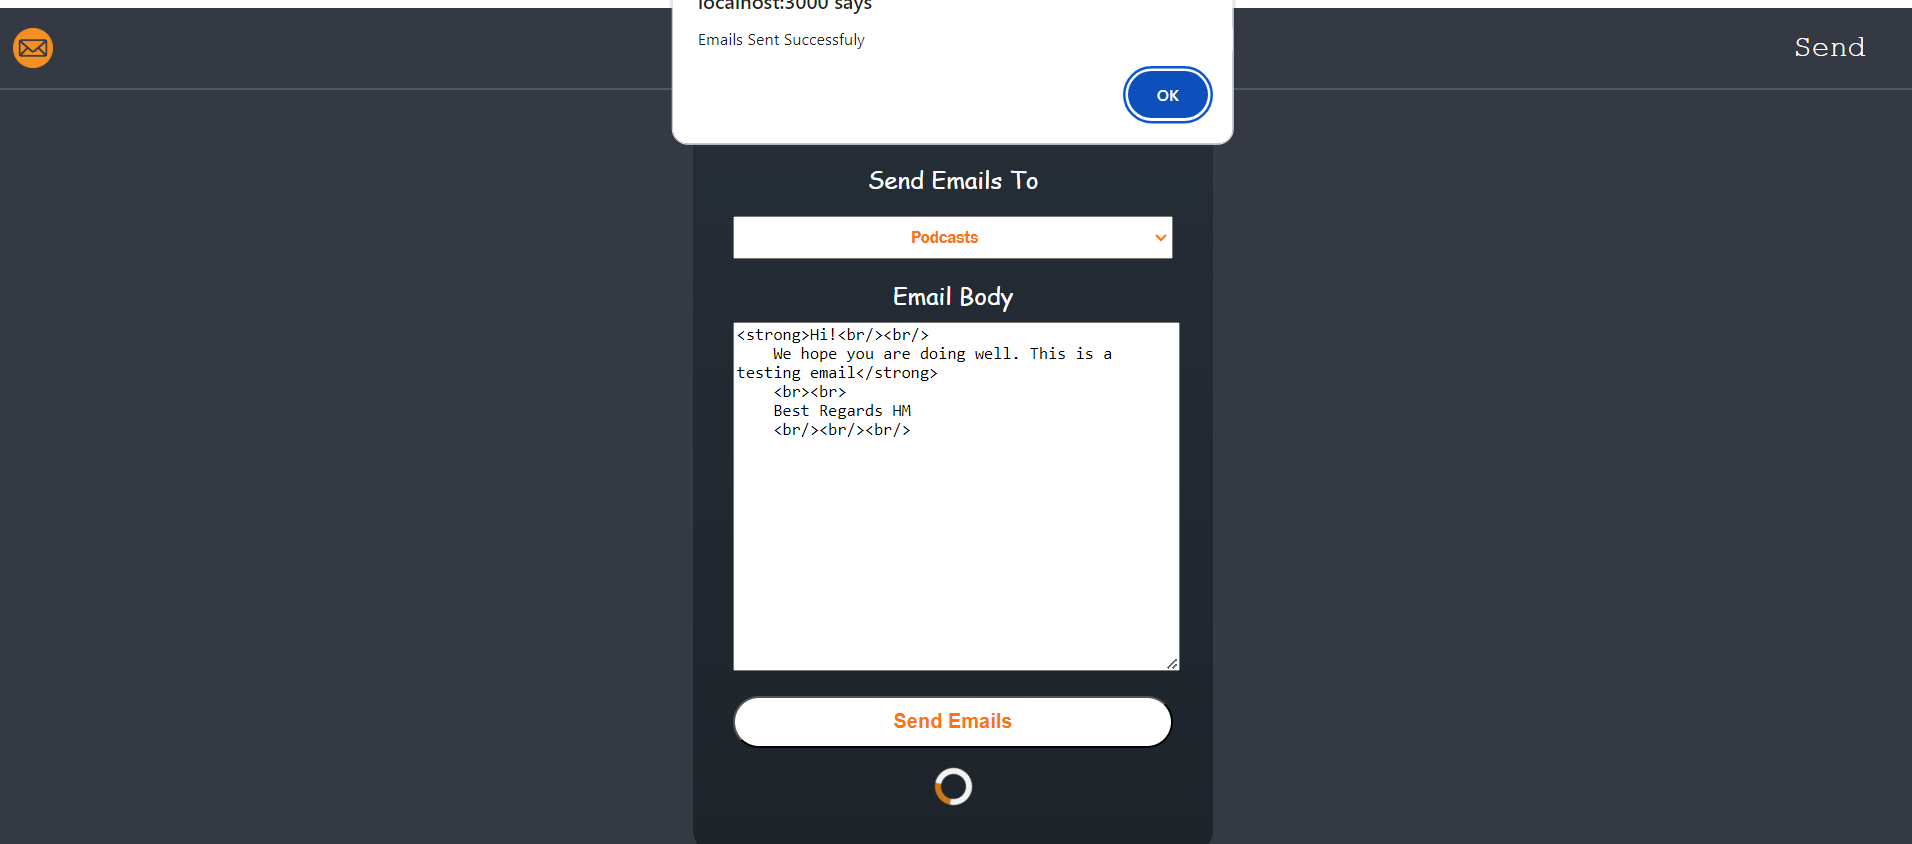 localhost:3000 says
Emails Sent Successfuly
OK
Send
Send Emails To
Podcasts
Email Body
<strong>Hi!<br/><br/>
We hope you are doing well. This is a
testing email</strong>
<br><br>
Best Regards HM
<br/><br/><br/>
Send Emails